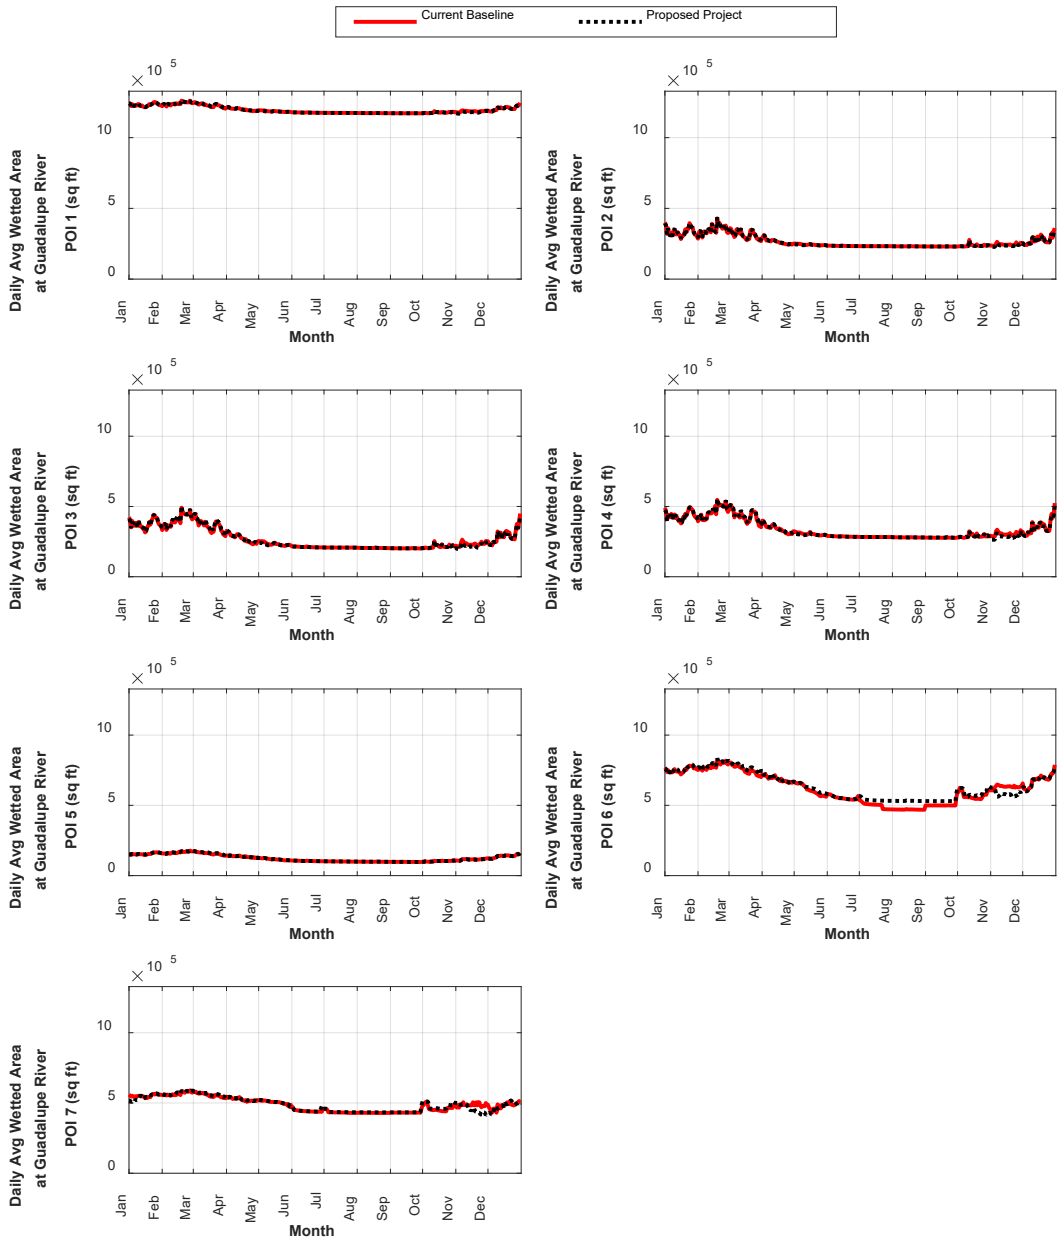 Current Baseline
Proposed Project
× 10 5
10
5
0
Daily Avg Wetted Area
at Guadalupe River
POI 1 (sq ft)
Jan Feb Mar Apr May Jun Jul Aug Sep Oct Nov Dec
Month
× 10 5
10
5
0
Daily Avg Wetted Area
at Guadalupe River
POI 2 (sq ft)
Jan Feb Mar Apr May Jun Jul Aug Sep Oct Nov Dec
Month
× 10 5
10
5
0
Daily Avg Wetted Area
at Guadalupe River
POI 3 (sq ft)
Jan Feb Mar Apr May Jun Jul Aug Sep Oct Nov Dec
Month
× 10 5
10
5
0
Daily Avg Wetted Area
at Guadalupe River
POI 4 (sq ft)
Jan Feb Mar Apr May Jun Jul Aug Sep Oct Nov Dec
Month
× 10 5
10
5
0
Daily Avg Wetted Area
at Guadalupe River
POI 5 (sq ft)
Jan Feb Mar Apr May Jun Jul Aug Sep Oct Nov Dec
Month
× 10 5
10
5
0
Daily Avg Wetted Area
at Guadalupe River
POI 6 (sq ft)
Jan Feb Mar Apr May Jun Jul Aug Sep Oct Nov Dec
Month
× 10 5
10
5
0
Daily Avg Wetted Area
at Guadalupe River
POI 7 (sq ft)
Jan Feb Mar Apr May Jun Jul Aug Sep Oct Nov Dec
Month